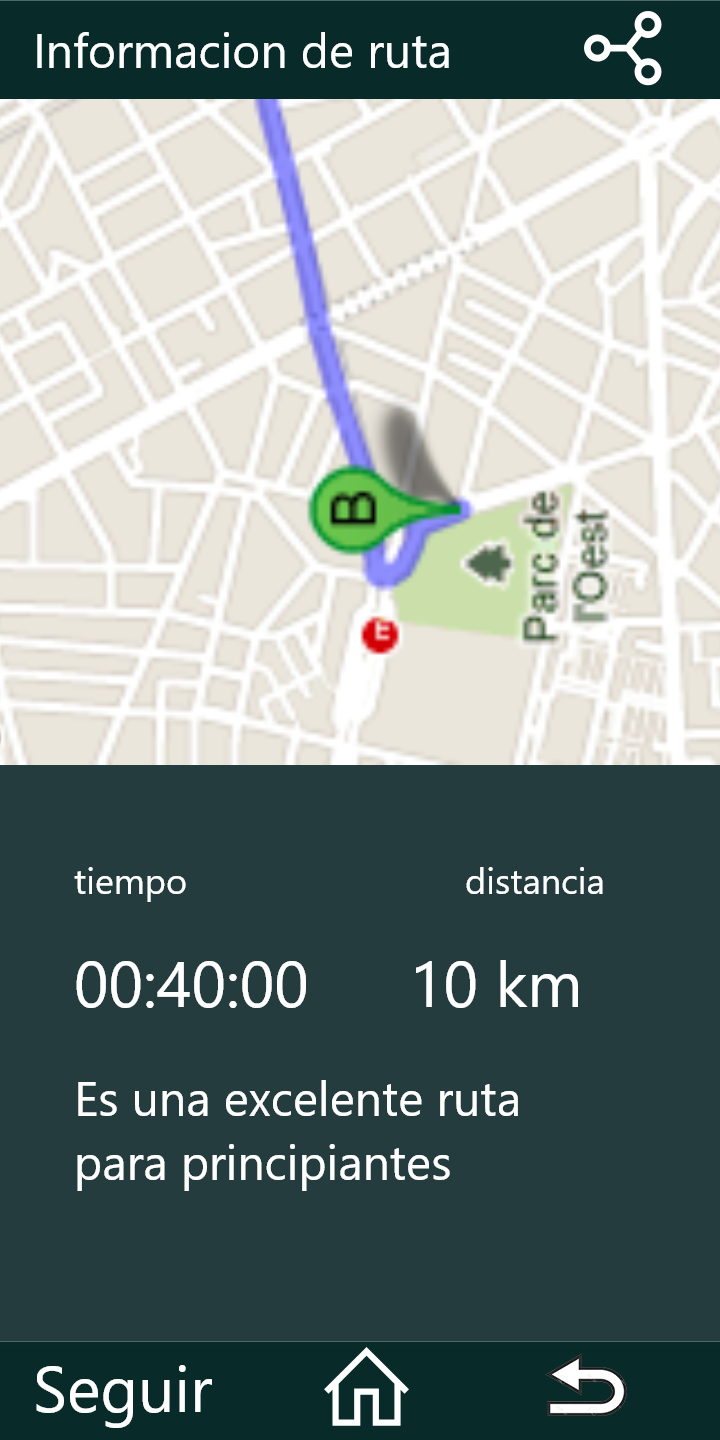 Informacion de ruta
B
Parc de
l'Oest
E
tiempo
distancia
00:40:00
10 km
Es una excelente ruta
para principiantes
Seguir